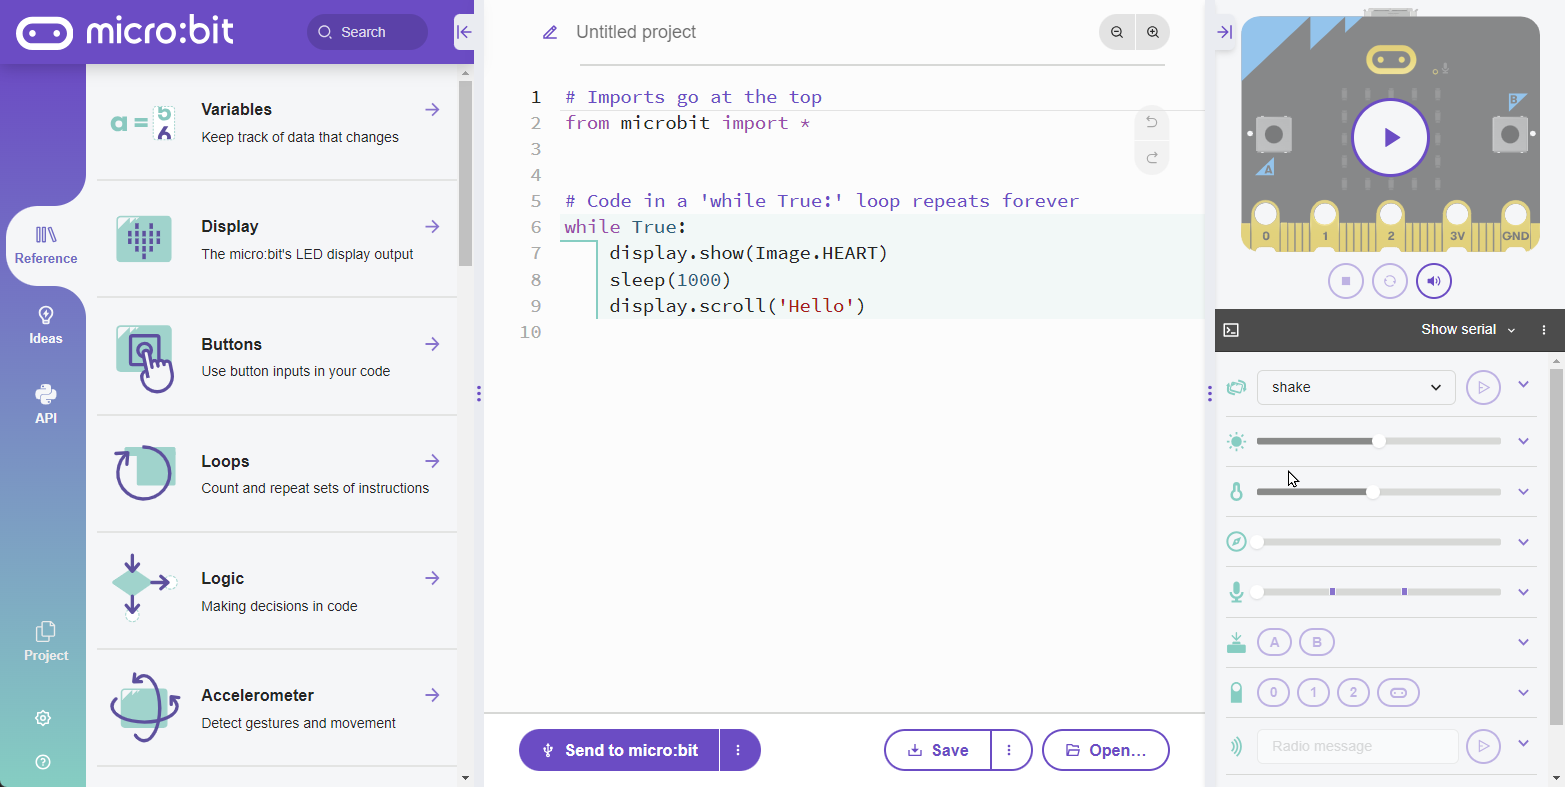 micro:bit
Search
Untitled project
Reference
Ideas
API
Project
a = 5
6
Variables
Keep track of data that changes
Display
The micro:bit's LED display output
Buttons
Use button inputs in your code
Loops
Count and repeat sets of instructions
Logic
Making decisions in code
Accelerometer
Detect gestures and movement
1 # Imports go at the top
2 from microbit import *
3
4
5 # Code in a 'while True:' loop repeats forever
6 while True:
7 display.show(Image.HEART)
8 sleep(1000)
9 display.scroll('Hello')
10
Send to micro:bit
Save
Open...
B
A
0 1 2 3V GND
Show serial
shake
A B
0 1 2
Radio message